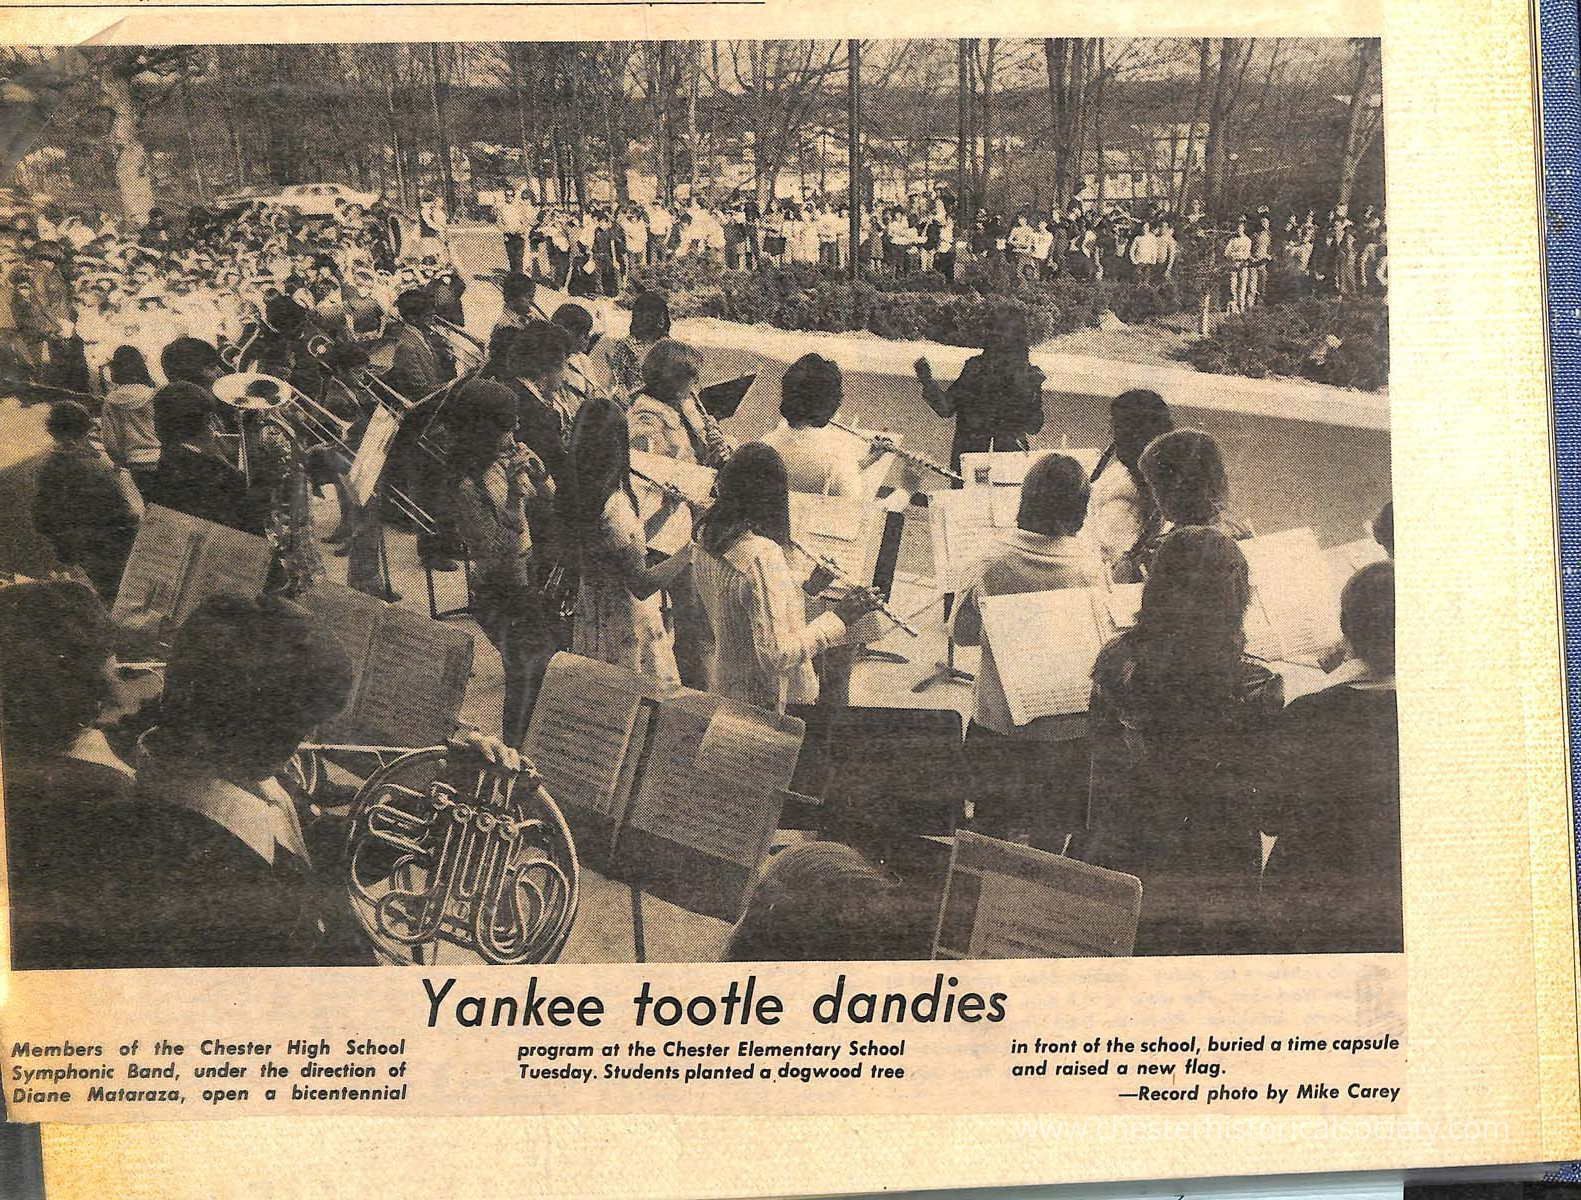 Yankee tootle dandies
Members of the Chester High School
Symphonic Band, under the direction of
Diane Mataraza, open a bicentennial
program at the Chester Elementary School
Tuesday. Students planted a dogwood tree
in front of the school, buried a time capsule
and raised a new flag.
—Record photo by Mike Carey
www.chesterhistoricalsociety.com